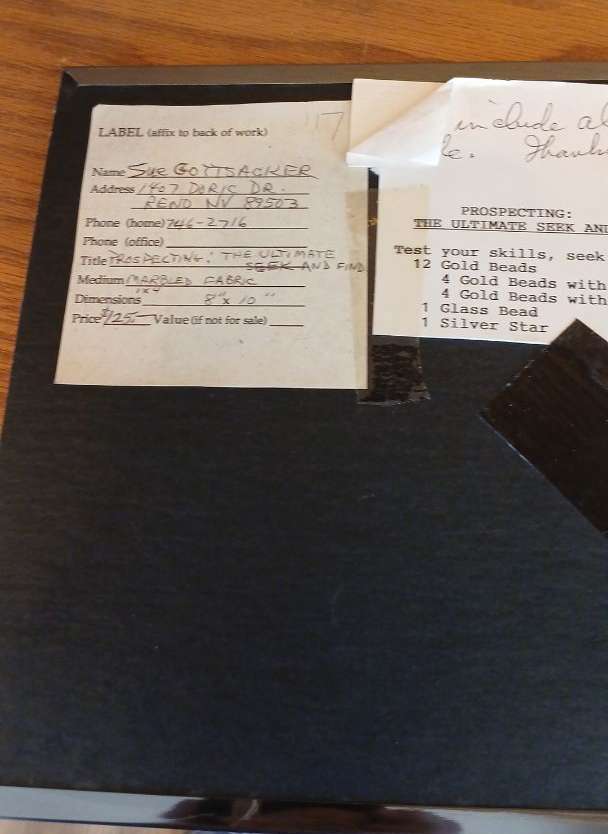 '17
LABEL (affix to back of work)
Name SUE GOTTSACKER
Address 1407 DORIC DR.
RENO NV 89503
Phone (home) 746-2716
Phone (office)
Title PROSPECTING: THE ULTIMATE
SEEK AND FIND
Medium MARBLED FABRIC
Dimensions 8" x 10"
Price $125.— Value (if not for sale)
include al
le. Thanks
PROSPECTING:
THE ULTIMATE SEEK AND
Test your skills, seek
12 Gold Beads
4 Gold Beads with
4 Gold Beads with
1 Glass Bead
1 Silver Star